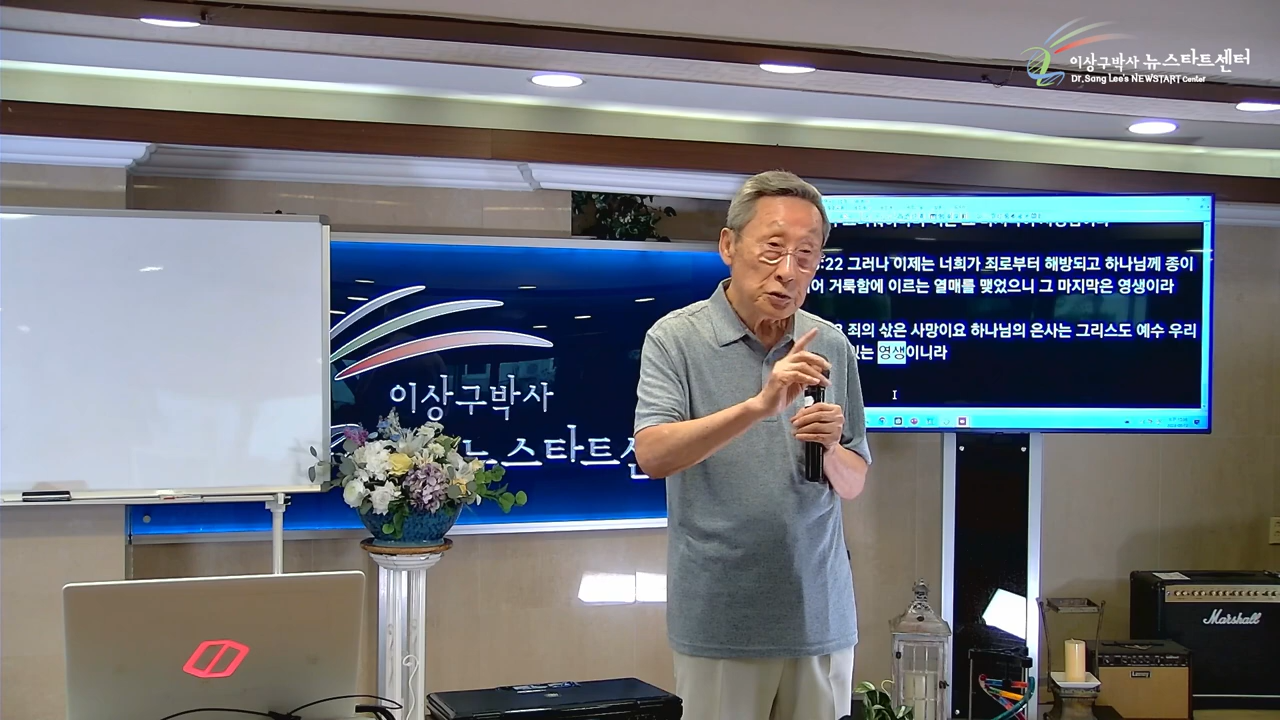 이상구박사 뉴스타트센터
Dr. Sang Lee's NEWSTART Center
:22 그러나 이제는 너희가 죄로부터 해방되고 하나님께 종이
어 거룩함에 이르는 열매를 맺었으니 그 마지막은 영생이라
죄의 삯은 사망이요 하나님의 은사는 그리스도 예수 우리
있는 영생이니라
이상구박사
뉴스타트센
Marshall
Laney